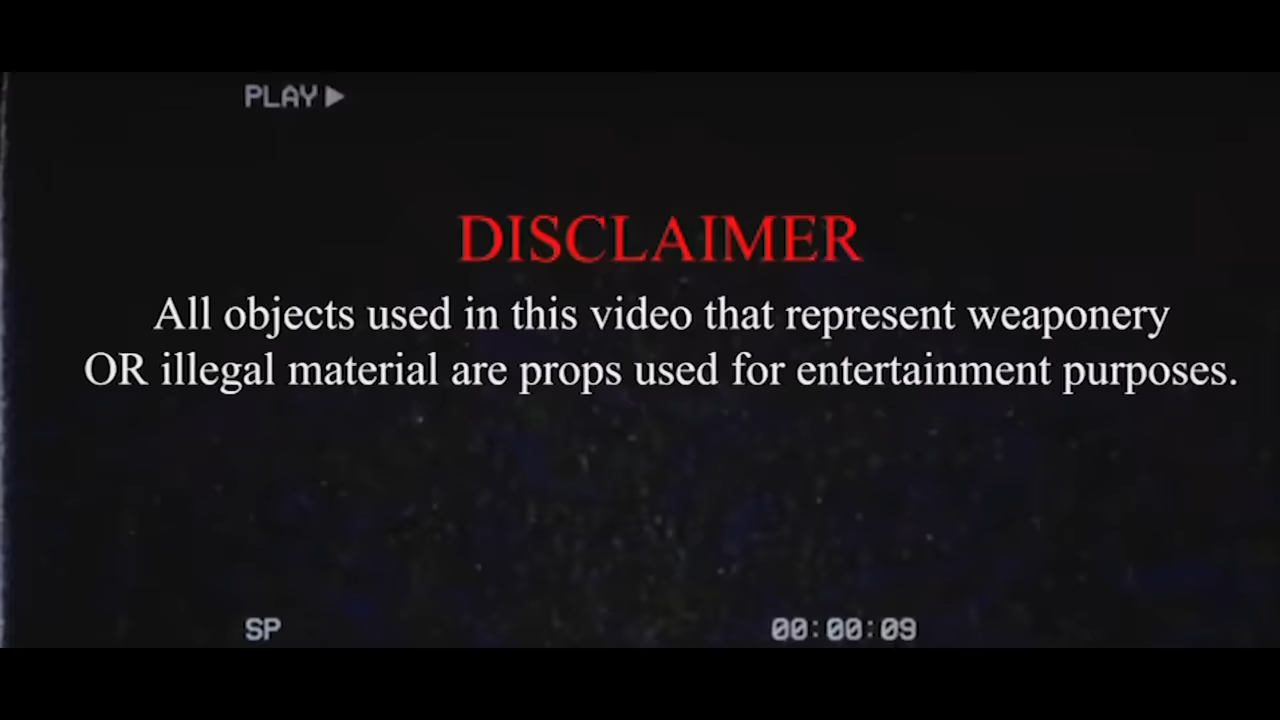 PLAY▶
DISCLAIMER
All objects used in this video that represent weaponery
OR illegal material are props used for entertainment purposes.
SP 00:00:09